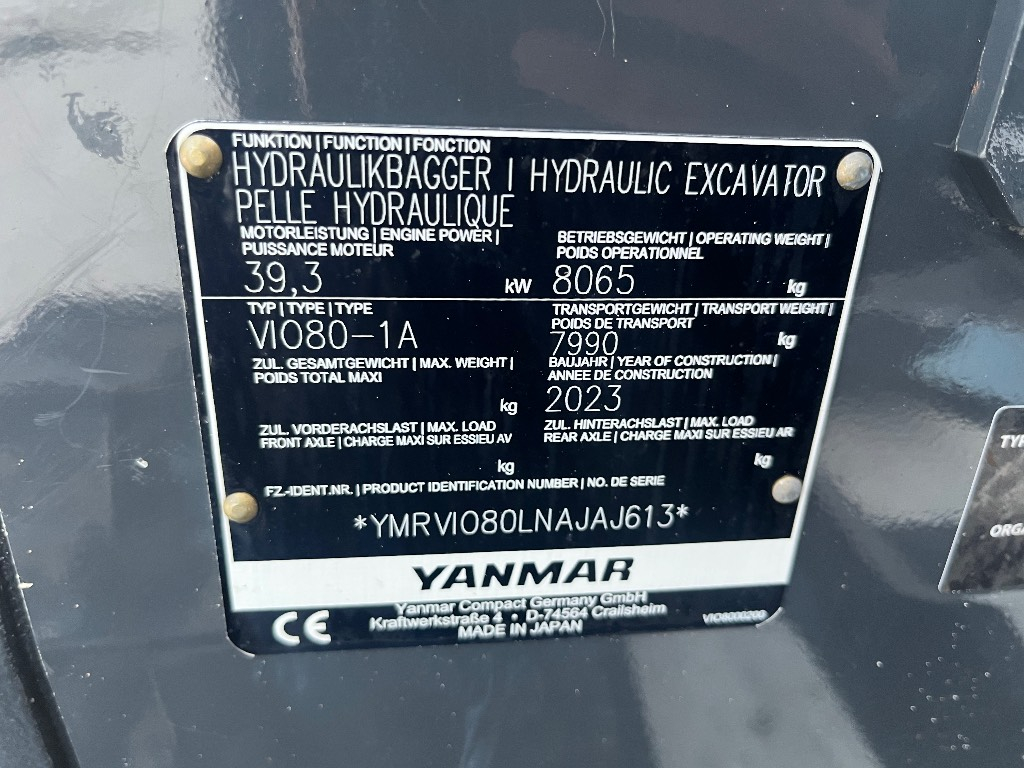 FUNKTION | FUNCTION | FONCTION
HYDRAULIKBAGGER | HYDRAULIC EXCAVATOR
PELLE HYDRAULIQUE
MOTORLEISTUNG | ENGINE POWER |
PUISSANCE MOTEUR
39,3 kW
BETRIEBSGEWICHT | OPERATING WEIGHT |
POIDS OPERATIONNEL
8065 kg
TYP | TYPE | TYPE
VIO80-1A
TRANSPORTGEWICHT | TRANSPORT WEIGHT |
POIDS DE TRANSPORT
7990 kg
ZUL. GESAMTGEWICHT | MAX. WEIGHT |
POIDS TOTAL MAXI
kg
BAUJAHR | YEAR OF CONSTRUCTION |
ANNEE DE CONSTRUCTION
2023
ZUL. VORDERACHSLAST | MAX. LOAD
FRONT AXLE | CHARGE MAXI SUR ESSIEU AV
kg
ZUL. HINTERACHSLAST | MAX. LOAD
REAR AXLE | CHARGE MAXI SUR ESSIEU AR
kg
FZ.-IDENT.NR. | PRODUCT IDENTIFICATION NUMBER | NO. DE SERIE
*YMRVIO80LNAJAJ613*
YANMAR
Yanmar Compact Germany GmbH
Kraftwerkstraße 4 • D-74564 Crailsheim
MADE IN JAPAN
CE